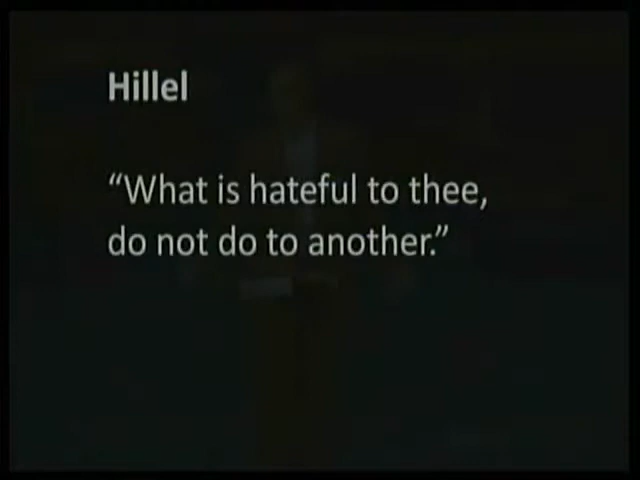 Hillel
“What is hateful to thee,
do not do to another.”